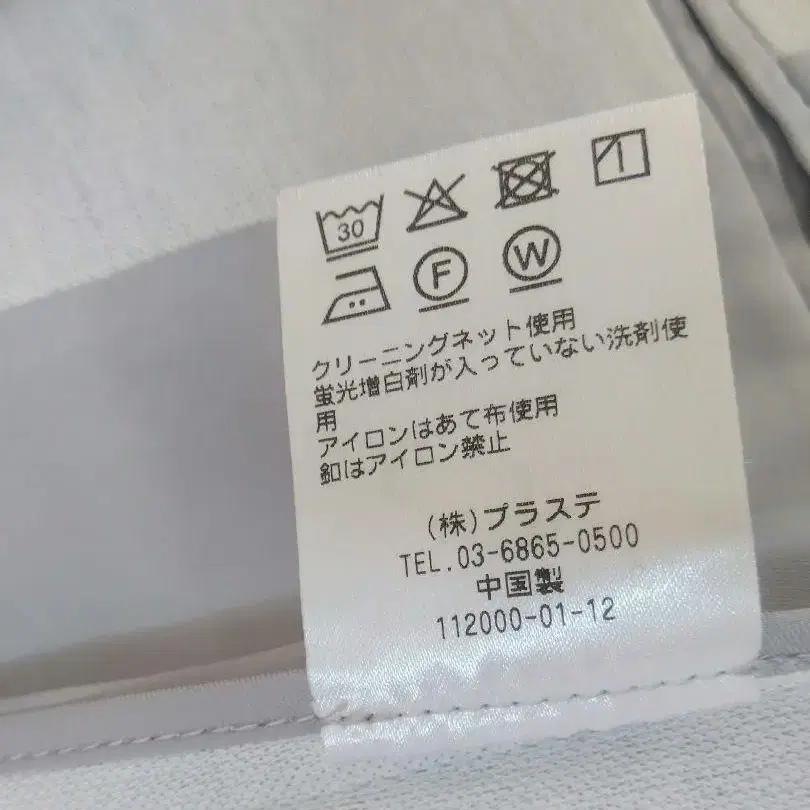 30
F W
クリーニングネット使用
蛍光増白剤が入っていない洗剤使
用
アイロンはあて布使用
釦はアイロン禁止
(株)プラステ
TEL.03-6865-0500
中国製
112000-01-12